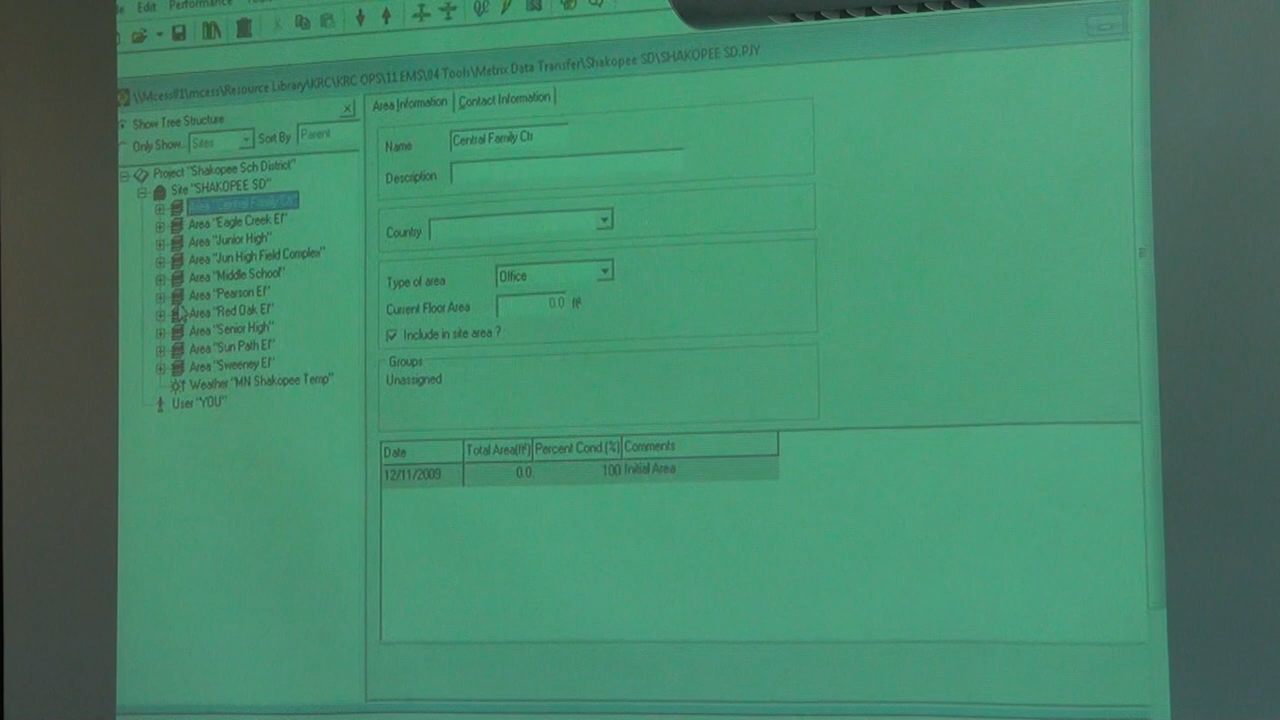 Edit Performance
\\Mcess01\mcess\Resource Library\KRC\KRC OPS\11 EMS\04 Tools\Metrix Data Transfer\Shakopee SD\SHAKOPEE SD.PJY
Show Tree Structure
Only Show... Sites Sort By Parent
Project "Shakopee Sch District"
Site "SHAKOPEE SD"
Area "Central Family Ctr"
Area "Eagle Creek El"
Area "Junior High"
Area "Jun High Field Complex"
Area "Middle School"
Area "Pearson El"
Area "Red Oak El"
Area "Senior High"
Area "Sun Path El"
Area "Sweeney El"
Weather "MN Shakopee Temp"
User "YOU"
Area Information Contact Information
Name Central Family Ctr
Description
Country
Type of area Office
Current Floor Area 0.0 ft²
Include in site area ?
Groups
Unassigned
Date Total Area(ft²) Percent Cond.(%) Comments
12/11/2009 0.0 100 Initial Area